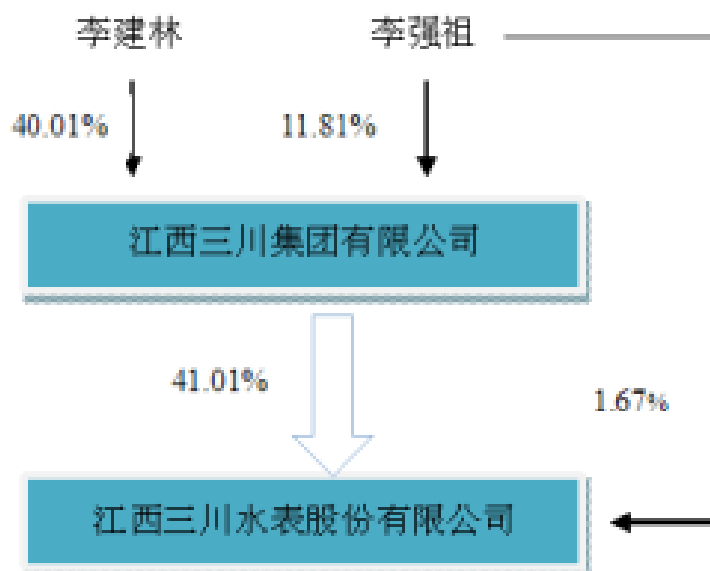 李建林
李强祖
40.01%
11.81%
江西三川集团有限公司
41.01%
1.67%
江西三川水表股份有限公司